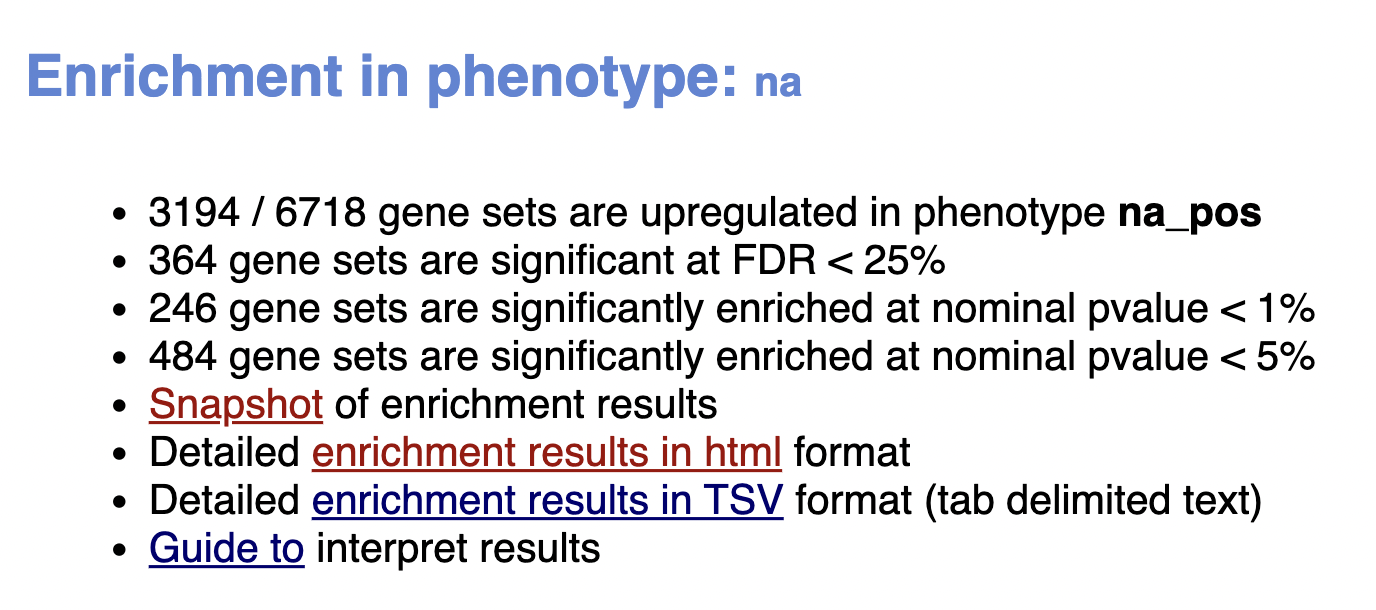 Enrichment in phenotype: na
• 3194 / 6718 gene sets are upregulated in phenotype na_pos
• 364 gene sets are significant at FDR < 25%
• 246 gene sets are significantly enriched at nominal pvalue < 1%
• 484 gene sets are significantly enriched at nominal pvalue < 5%
• Snapshot of enrichment results
• Detailed enrichment results in html format
• Detailed enrichment results in TSV format (tab delimited text)
• Guide to interpret results